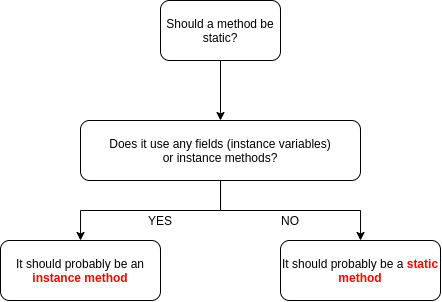 Should a method be
static?
Does it use any fields (instance variables)
or instance methods?
YES
NO
It should probably be an
instance method
It should probably be a static
method